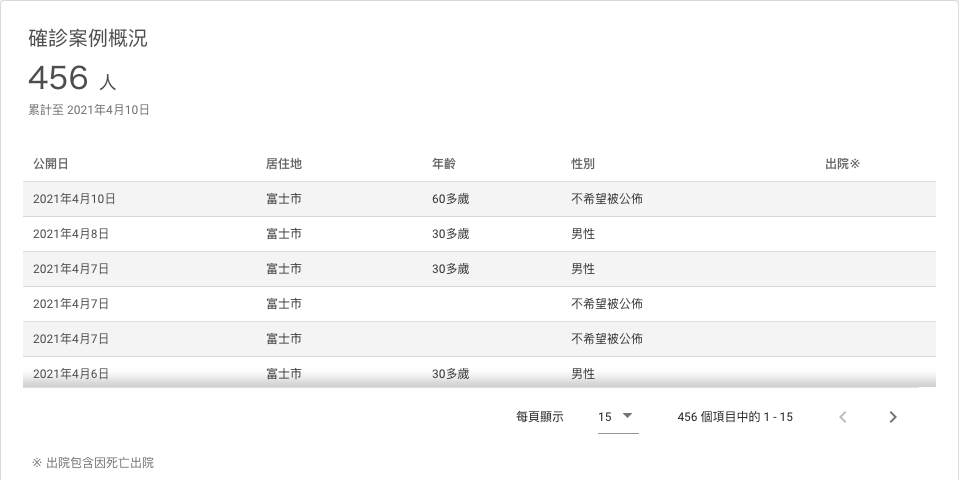 確診案例概況
456 人
累計至 2021年4月10日
公開日 居住地 年齡 性別 出院※
2021年4月10日 富士市 60多歲 不希望被公佈
2021年4月8日 富士市 30多歲 男性
2021年4月7日 富士市 30多歲 男性
2021年4月7日 富士市 不希望被公佈
2021年4月7日 富士市 不希望被公佈
2021年4月6日 富士市 30多歲 男性
每頁顯示 15 456 個項目中的 1 - 15
※ 出院包含因死亡出院